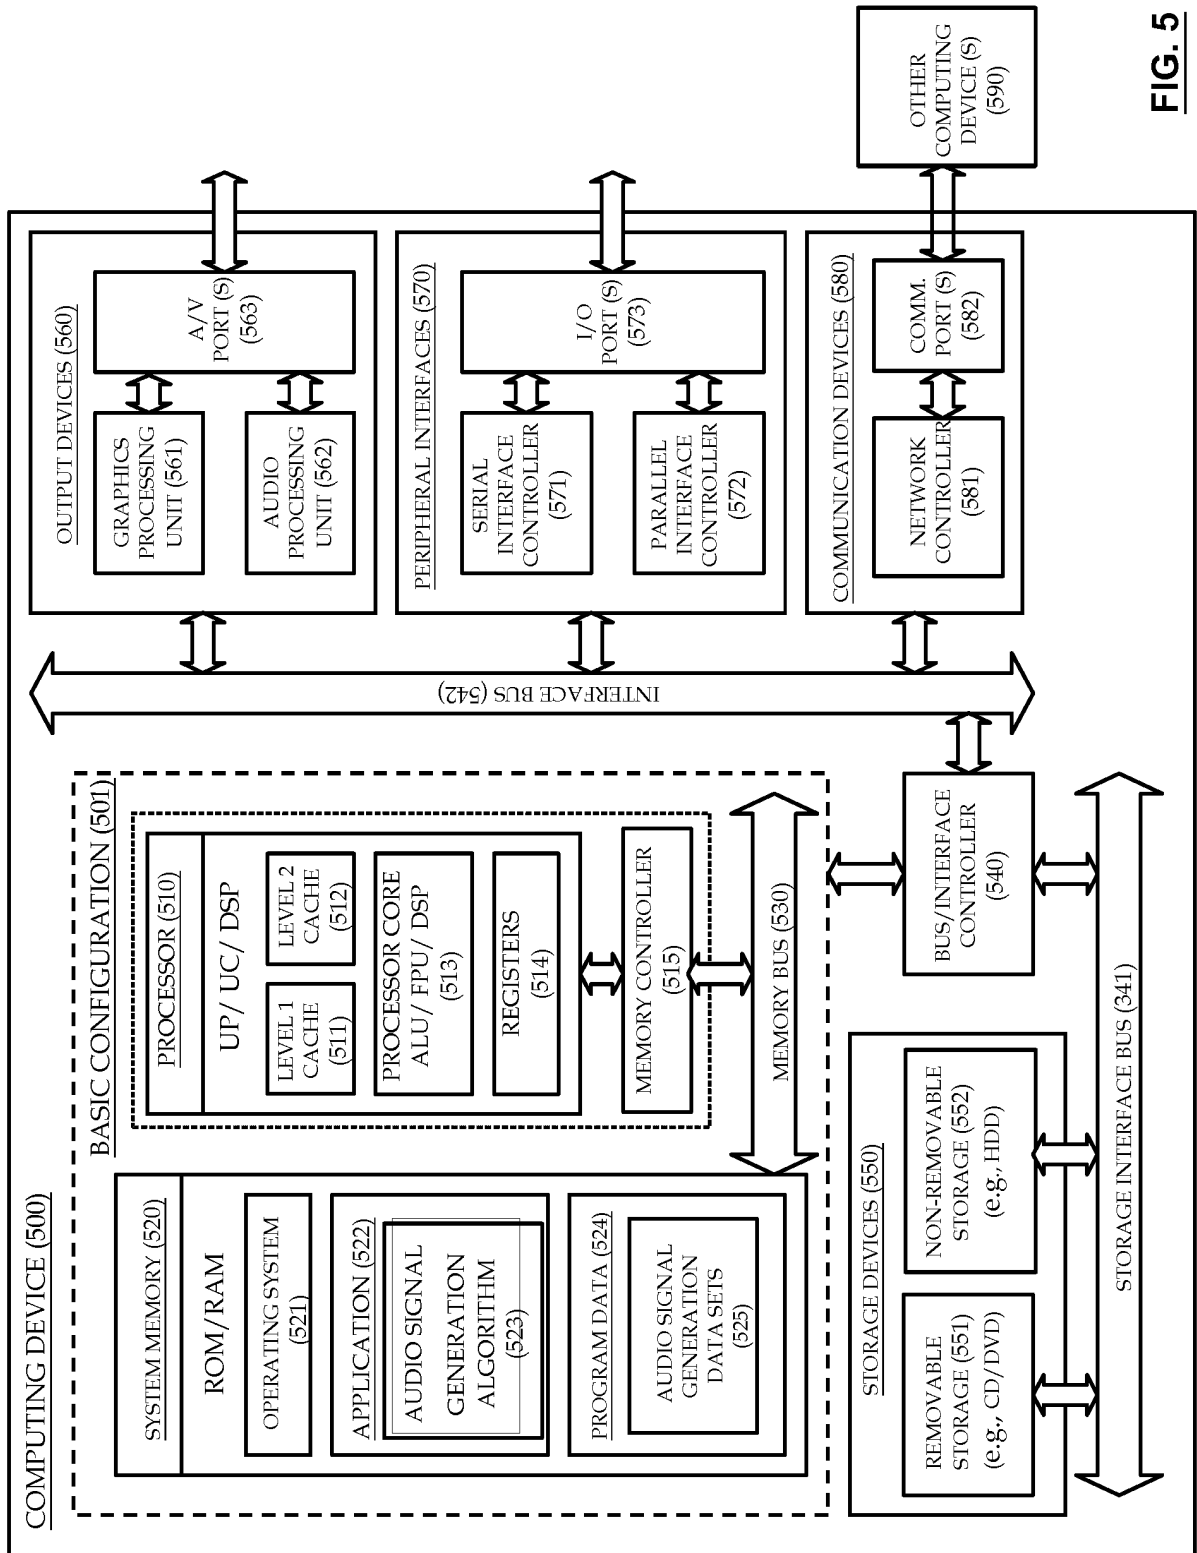 COMPUTING DEVICE (500)
BASIC CONFIGURATION (501)
SYSTEM MEMORY (520)
ROM/RAM
OPERATING SYSTEM
(521)
APPLICATION (522)
AUDIO SIGNAL
GENERATION
ALGORITHM
(523)
PROGRAM DATA (524)
AUDIO SIGNAL
GENERATION
DATA SETS
(525)
PROCESSOR (510)
UP/ UC/ DSP
LEVEL 1
CACHE
(511)
LEVEL 2
CACHE
(512)
PROCESSOR CORE
ALU/ FPU/ DSP
(513)
REGISTERS
(514)
MEMORY CONTROLLER
(515)
MEMORY BUS (530)
INTERFACE BUS (542)
OUTPUT DEVICES (560)
GRAPHICS
PROCESSING
UNIT (561)
AUDIO
PROCESSING
UNIT (562)
A/V
PORT (S)
(563)
PERIPHERAL INTERFACES (570)
SERIAL
INTERFACE
CONTROLLER
(571)
PARALLEL
INTERFACE
CONTROLLER
(572)
I/O
PORT (S)
(573)
COMMUNICATION DEVICES (580)
NETWORK
CONTROLLER
(581)
COMM.
PORT (S)
(582)
OTHER
COMPUTING
DEVICE (S)
(590)
BUS/INTERFACE
CONTROLLER
(540)
STORAGE DEVICES (550)
REMOVABLE
STORAGE (551)
(e.g., CD/DVD)
NON-REMOVABLE
STORAGE (552)
(e.g., HDD)
STORAGE INTERFACE BUS (341)
FIG. 5